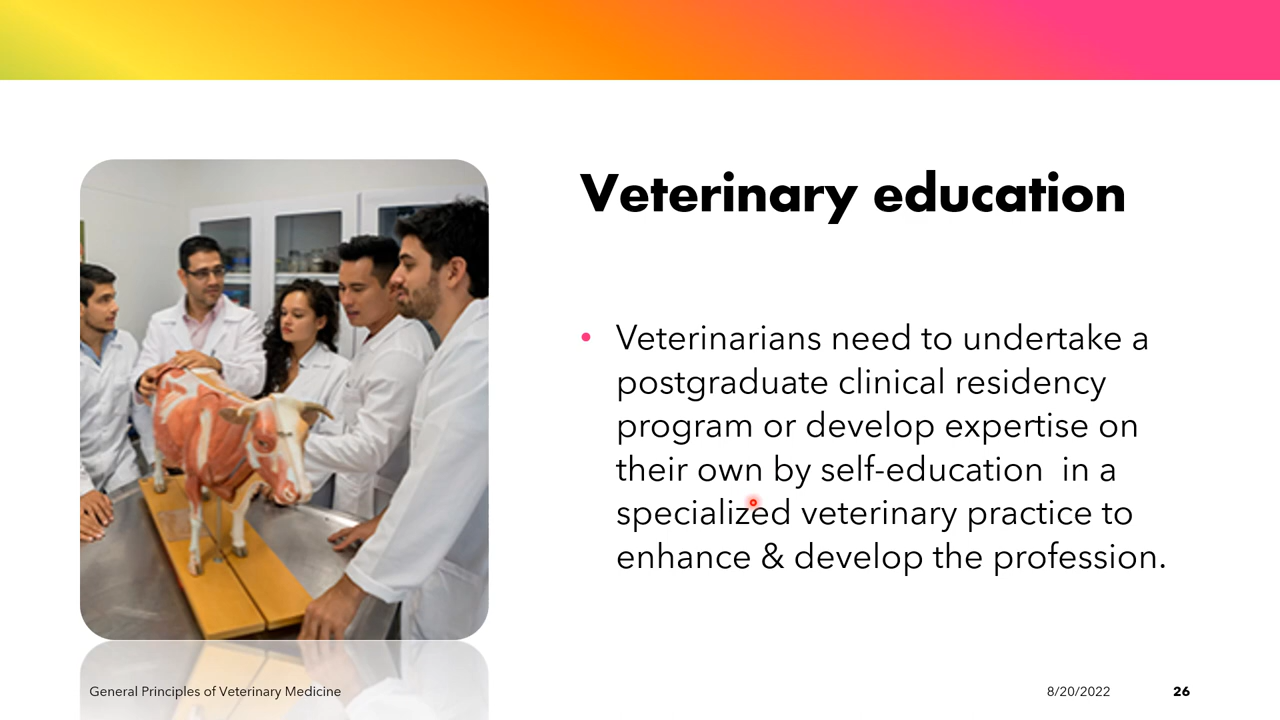 Veterinary education
• Veterinarians need to undertake a
postgraduate clinical residency
program or develop expertise on
their own by self-education  in a
specialized veterinary practice to
enhance & develop the profession.
General Principles of Veterinary Medicine
8/20/2022
26